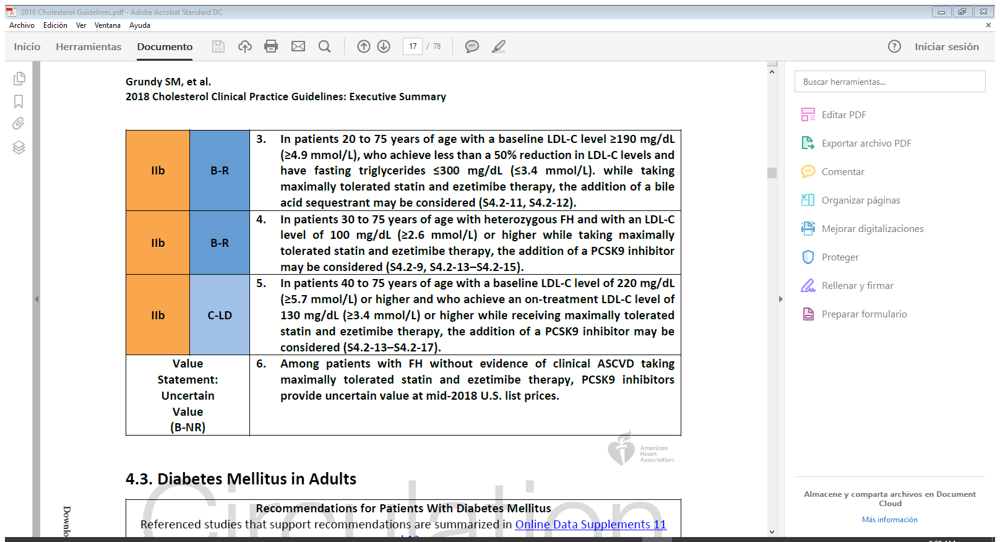 2018 Cholesterol Guidelines.pdf - Adobe Acrobat Standard DC
Archivo Edición Ver Ventana Ayuda
Inicio Herramientas Documento 17 / 78 Iniciar sesión
Grundy SM, et al.
2018 Cholesterol Clinical Practice Guidelines: Executive Summary
IIb B-R 3. In patients 20 to 75 years of age with a baseline LDL-C level ≥190 mg/dL
(≥4.9 mmol/L), who achieve less than a 50% reduction in LDL-C levels and
have fasting triglycerides ≤300 mg/dL (≤3.4 mmol/L). while taking
maximally tolerated statin and ezetimibe therapy, the addition of a bile
acid sequestrant may be considered (S4.2-11, S4.2-12).
IIb B-R 4. In patients 30 to 75 years of age with heterozygous FH and with an LDL-C
level of 100 mg/dL (≥2.6 mmol/L) or higher while taking maximally
tolerated statin and ezetimibe therapy, the addition of a PCSK9 inhibitor
may be considered (S4.2-9, S4.2-13–S4.2-15).
IIb C-LD 5. In patients 40 to 75 years of age with a baseline LDL-C level of 220 mg/dL
(≥5.7 mmol/L) or higher and who achieve an on-treatment LDL-C level of
130 mg/dL (≥3.4 mmol/L) or higher while receiving maximally tolerated
statin and ezetimibe therapy, the addition of a PCSK9 inhibitor may be
considered (S4.2-13–S4.2-17).
Value
Statement:
Uncertain
Value
(B-NR)
6. Among patients with FH without evidence of clinical ASCVD taking
maximally tolerated statin and ezetimibe therapy, PCSK9 inhibitors
provide uncertain value at mid-2018 U.S. list prices.
American
Heart
Association.
4.3. Diabetes Mellitus in Adults
Circulation
Recommendations for Patients With Diabetes Mellitus
Referenced studies that support recommendations are summarized in Online Data Supplements 11
Downlo
Buscar herramientas...
Editar PDF
Exportar archivo PDF
Comentar
Organizar páginas
Mejorar digitalizaciones
Proteger
Rellenar y firmar
Preparar formulario
Almacene y comparta archivos en Document
Cloud
Más información